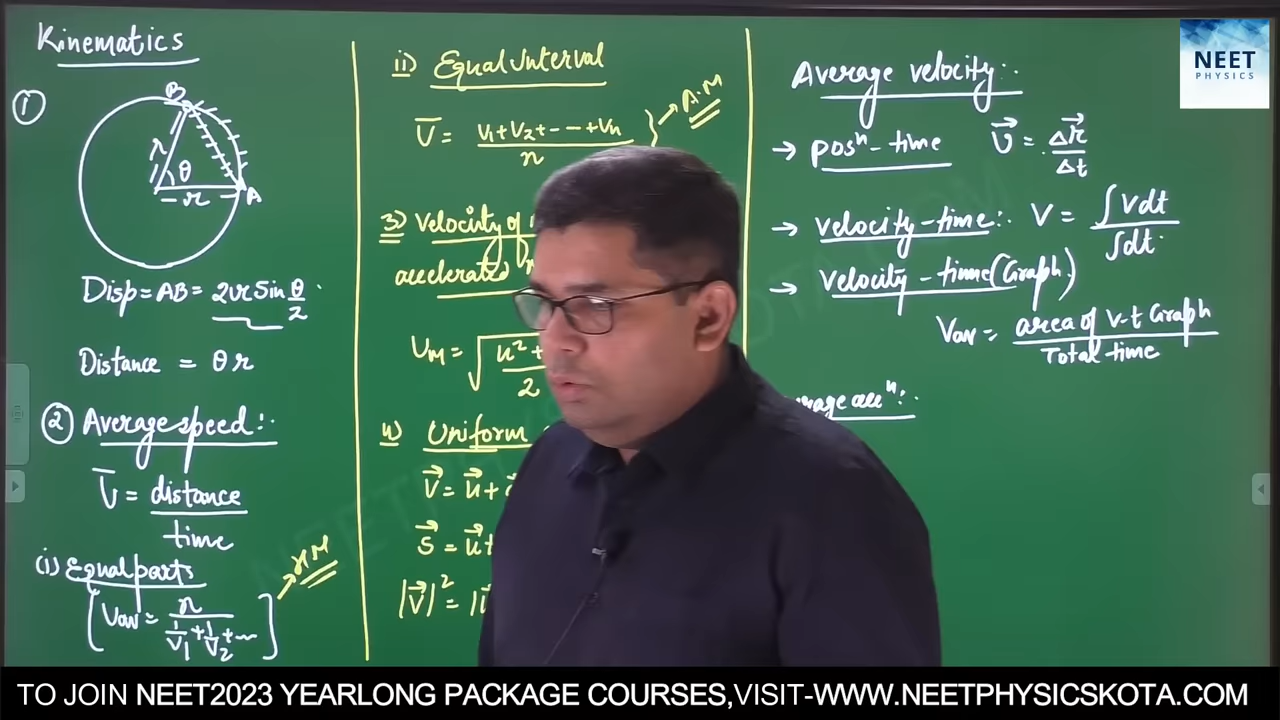 Kinematics
①
B
r
θ
r
A
Disp = AB = 2r Sin θ/2
Distance = θ r
② Average speed :-
V̅ = distance / time
(i) Equal parts
[Vav = n / (1/V₁ + 1/V₂ + ---] → HM
ii) Equal Interval
V̅ = (V₁ + V₂ + --- + Vn) / n } → A.M
3) Velocity of
accelerated
UM = √(u² +
2
4) Uniform
V⃗ = u⃗ +
S⃗ = u⃗
|V⃗|² =
Average velocity :-
→ posⁿ - time V⃗ = Δr⃗ / Δt
→ velocity - time :- V = ∫Vdt / ∫dt
→ velocity - time (Graph)
Vav = area of v-t Graph / Total time
accⁿ :-
NEET
PHYSICS
TO JOIN NEET2023 YEARLONG PACKAGE COURSES,VISIT-WWW.NEETPHYSICSKOTA.COM